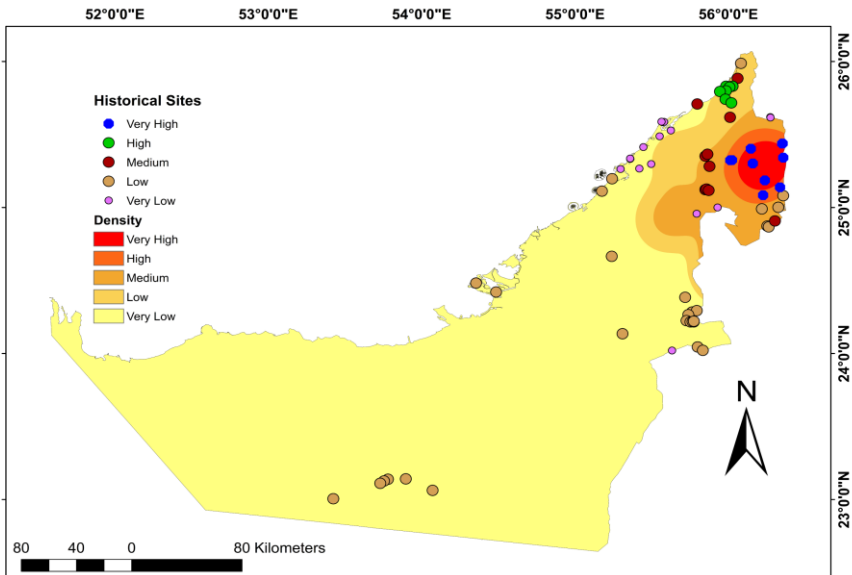 52°0'0"E 53°0'0"E 54°0'0"E 55°0'0"E 56°0'0"E
26°0'0"N
25°0'0"N
24°0'0"N
23°0'0"N
Historical Sites
Very High
High
Medium
Low
Very Low
Density
Very High
High
Medium
Low
Very Low
N
80 40 0 80 Kilometers